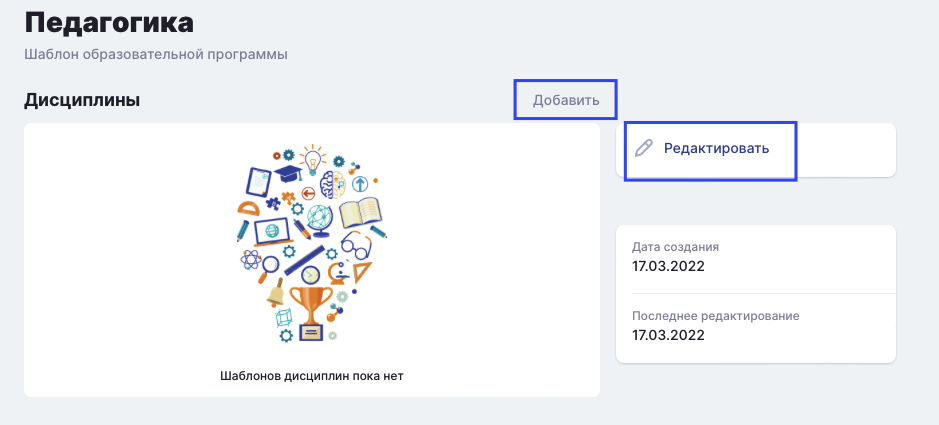 Педагогика
Шаблон образовательной программы
Дисциплины
Добавить
Редактировать
Шаблонов дисциплин пока нет
Дата создания
17.03.2022
Последнее редактирование
17.03.2022